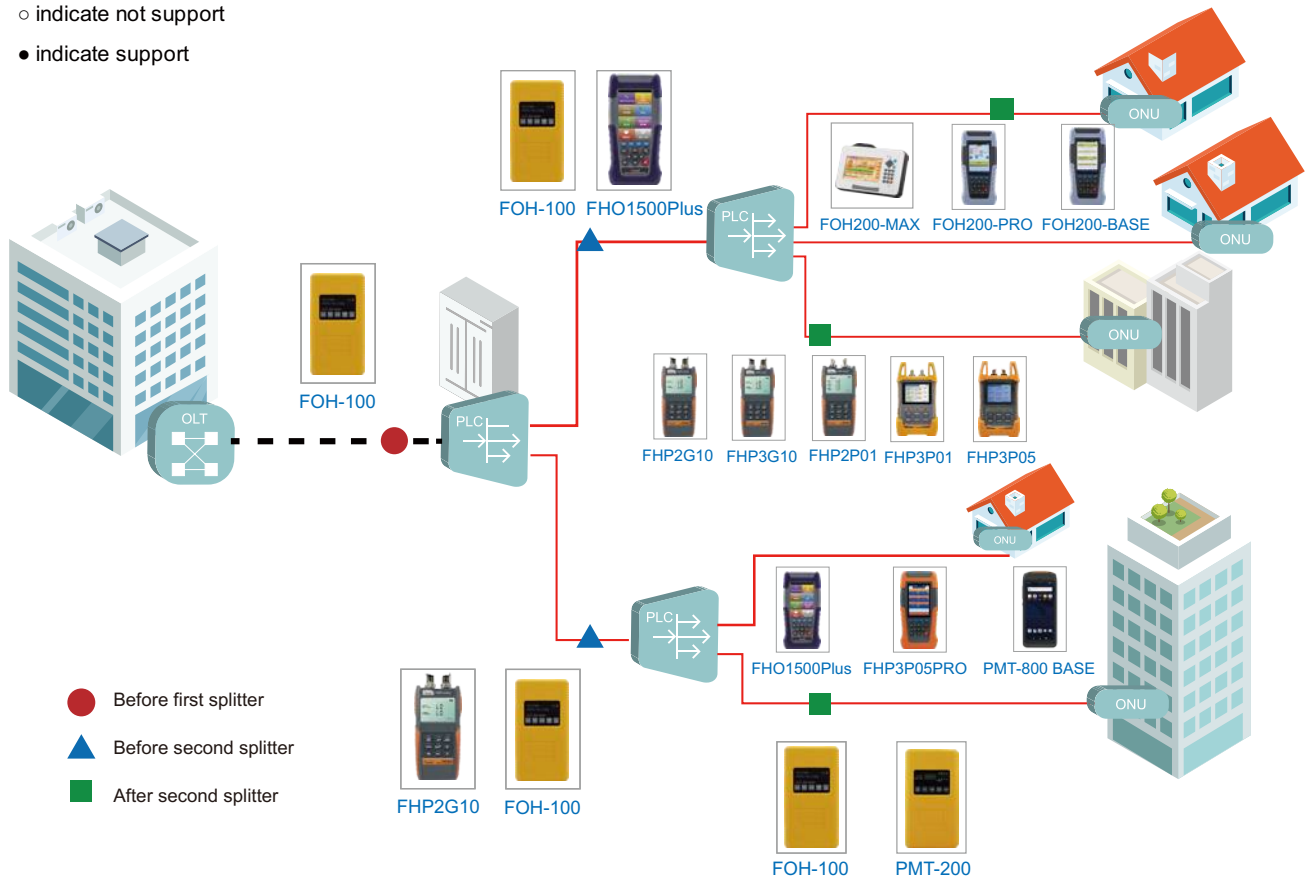 ○ indicate not support
● indicate support
FOH-100 FHO1500Plus
ONU
PLC
FOH200-MAX FOH200-PRO FOH200-BASE
ONU
FOH-100
ONU
OLT
PLC
FHP2G10 FHP3G10 FHP2P01 FHP3P01 FHP3P05
ONU
PLC
FHO1500Plus FHP3P05PRO PMT-800 BASE
ONU
Before first splitter
Before second splitter
After second splitter
FHP2G10 FOH-100
FOH-100 PMT-200